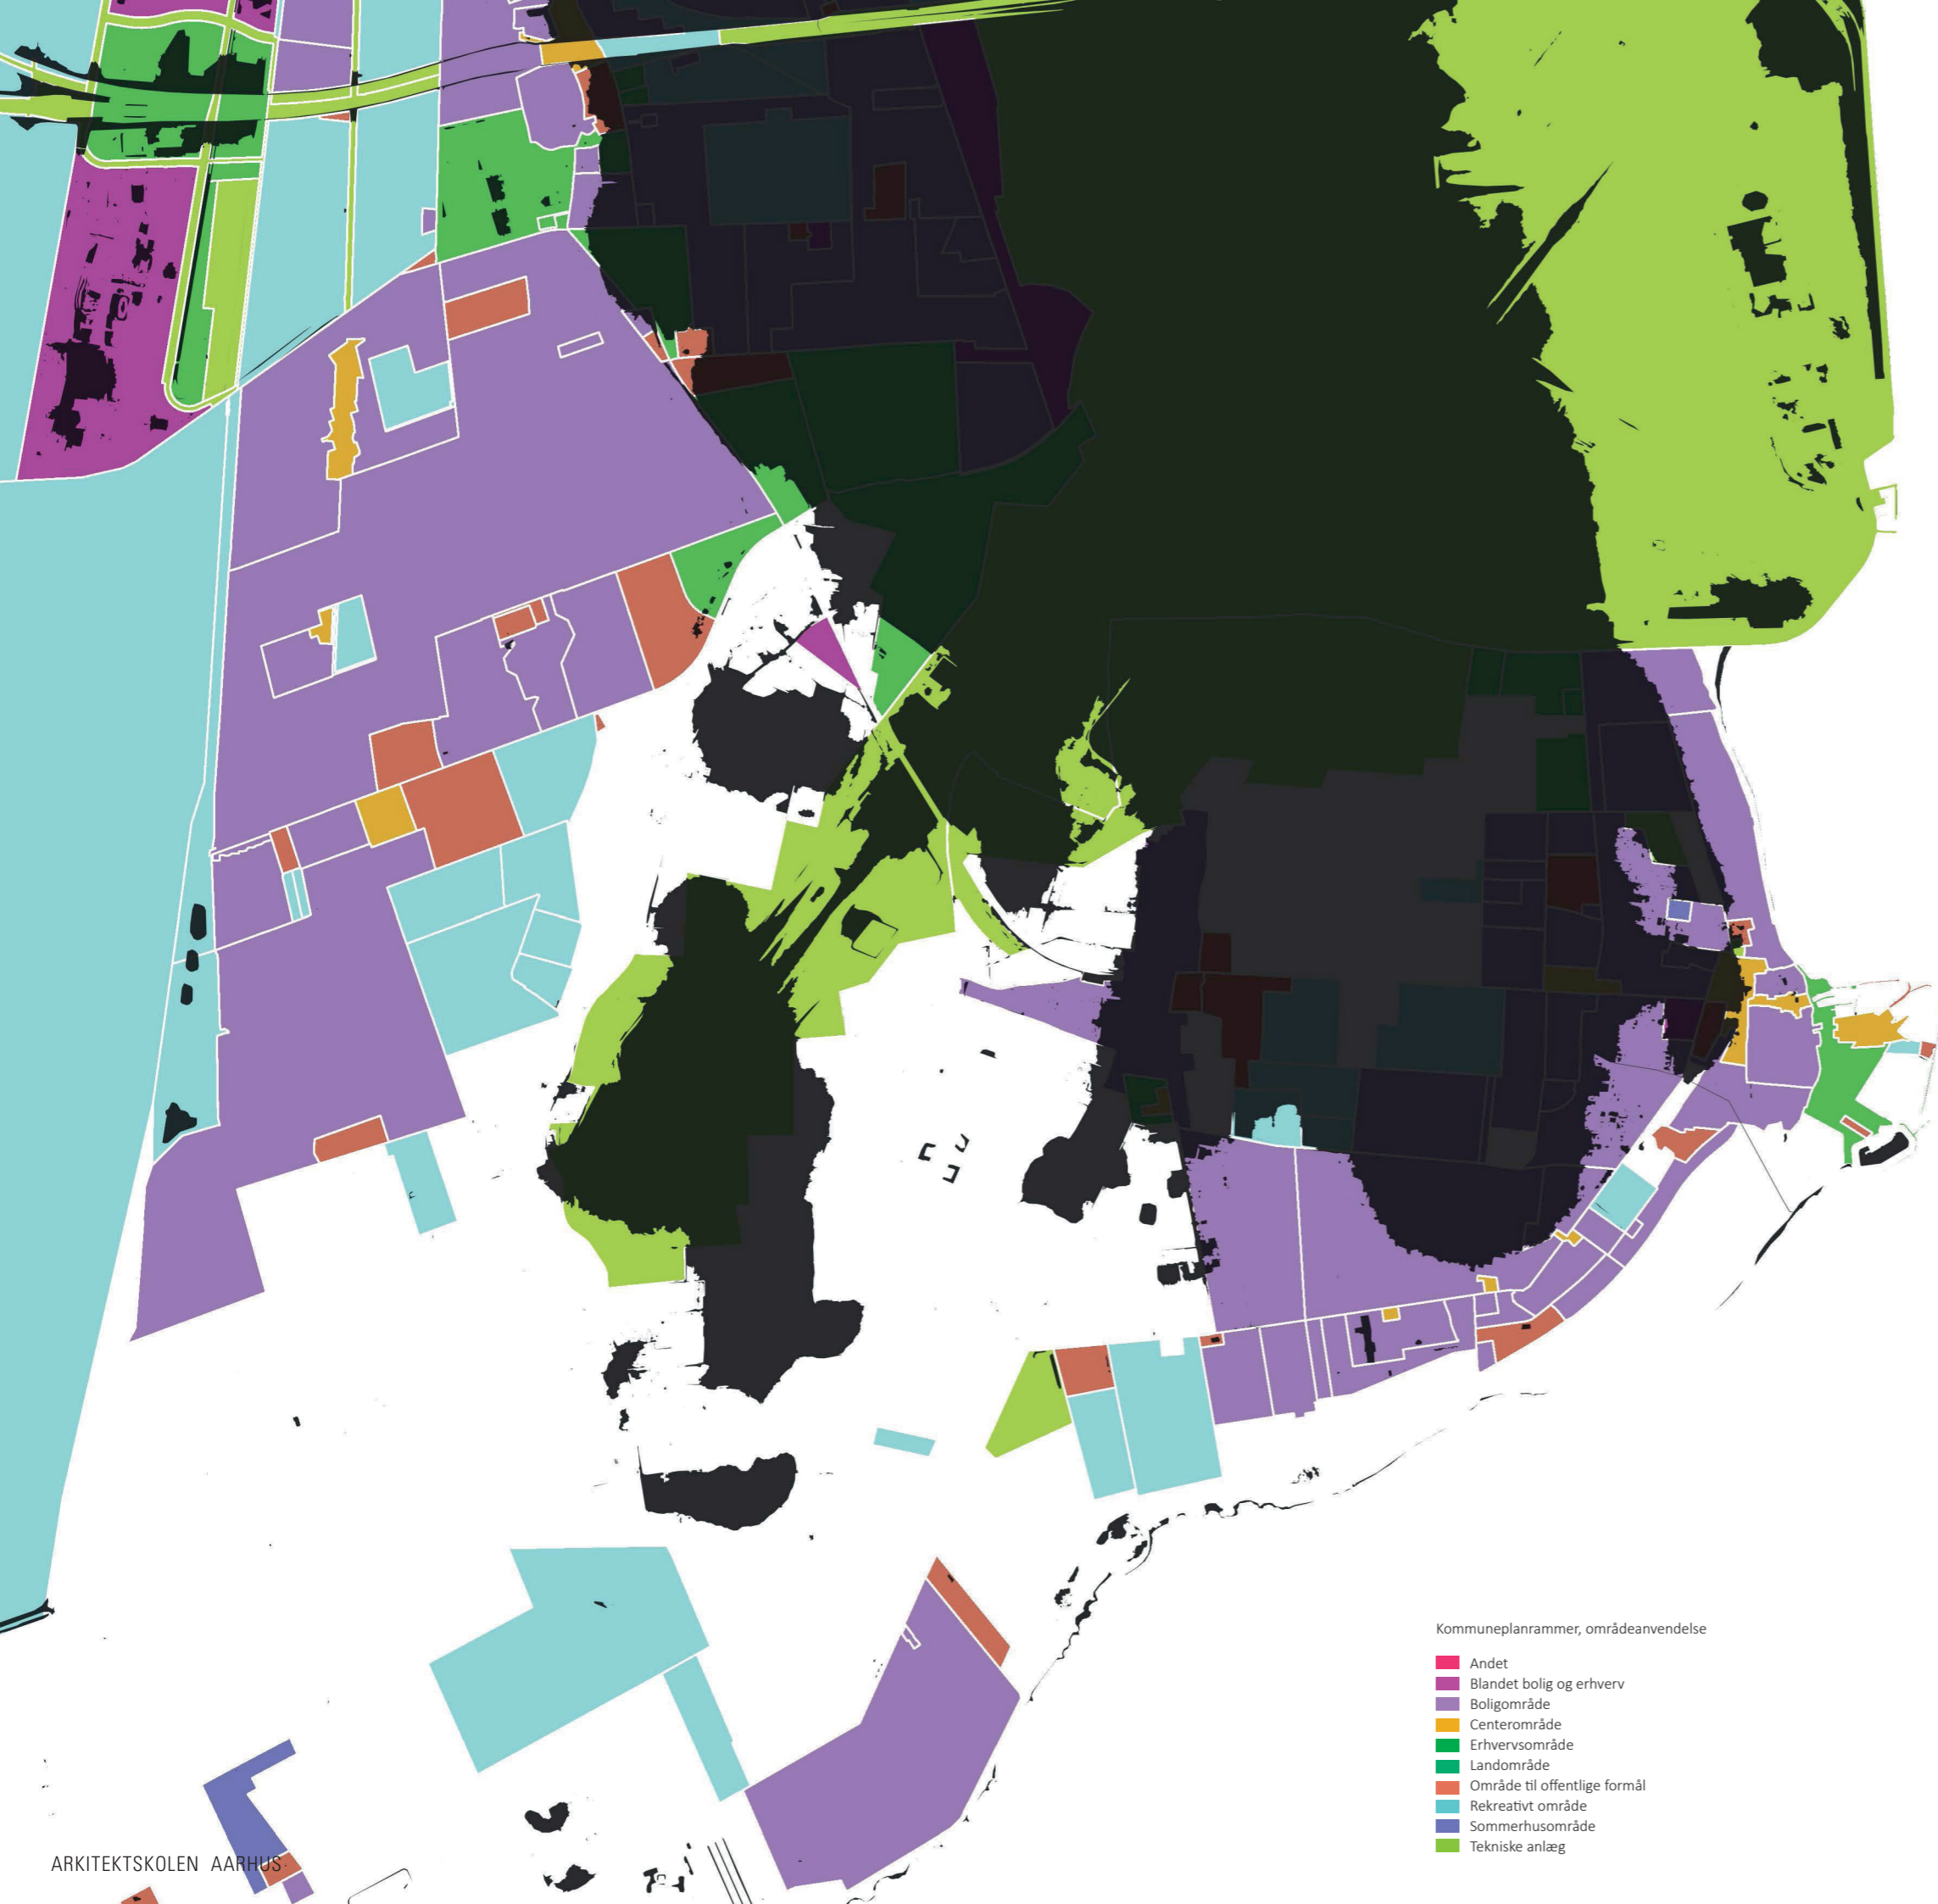 Kommuneplanrammer, områdeanvendelse
Andet
Blandet bolig og erhverv
Boligområde
Centerområde
Erhvervsområde
Landområde
Område til offentlige formål
Rekreativt område
Sommerhusområde
Tekniske anlæg
ARKITEKTSKOLEN AARHUS